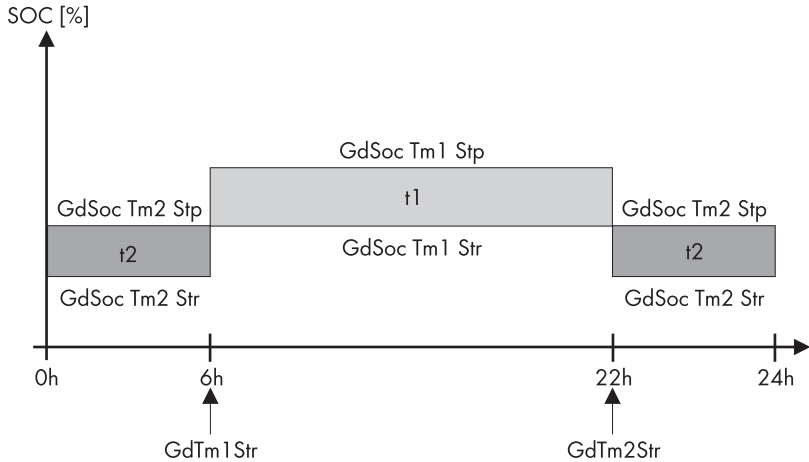 SOC [%]
GdSoc Tm1 Stp
t1
GdSoc Tm2 Stp
GdSoc Tm2 Stp
t2
GdSoc Tm1 Str
t2
GdSoc Tm2 Str
GdSoc Tm2 Str
0h
6h
22h
24h
GdTm1Str
GdTm2Str